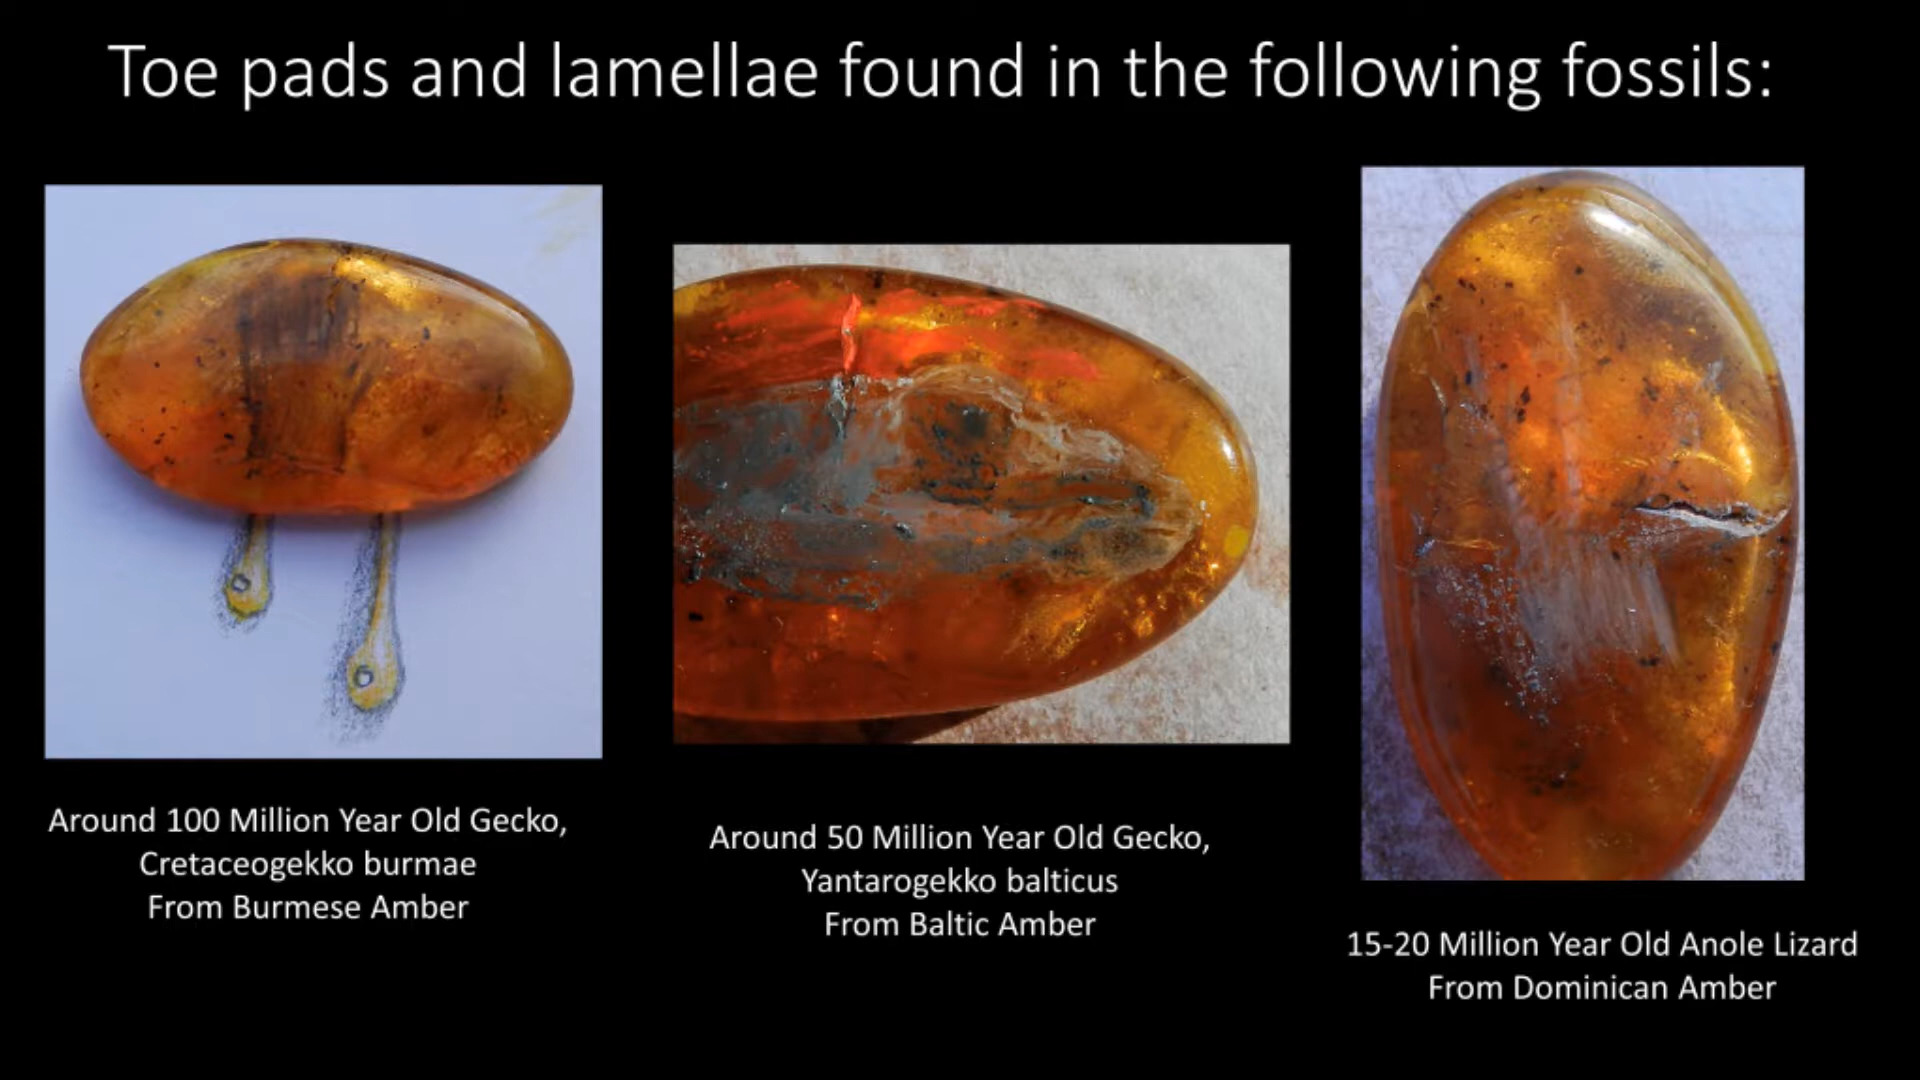 Toe pads and lamellae found in the following fossils:
Around 100 Million Year Old Gecko,
Cretaceogekko burmae
From Burmese Amber
Around 50 Million Year Old Gecko,
Yantarogekko balticus
From Baltic Amber
15-20 Million Year Old Anole Lizard
From Dominican Amber